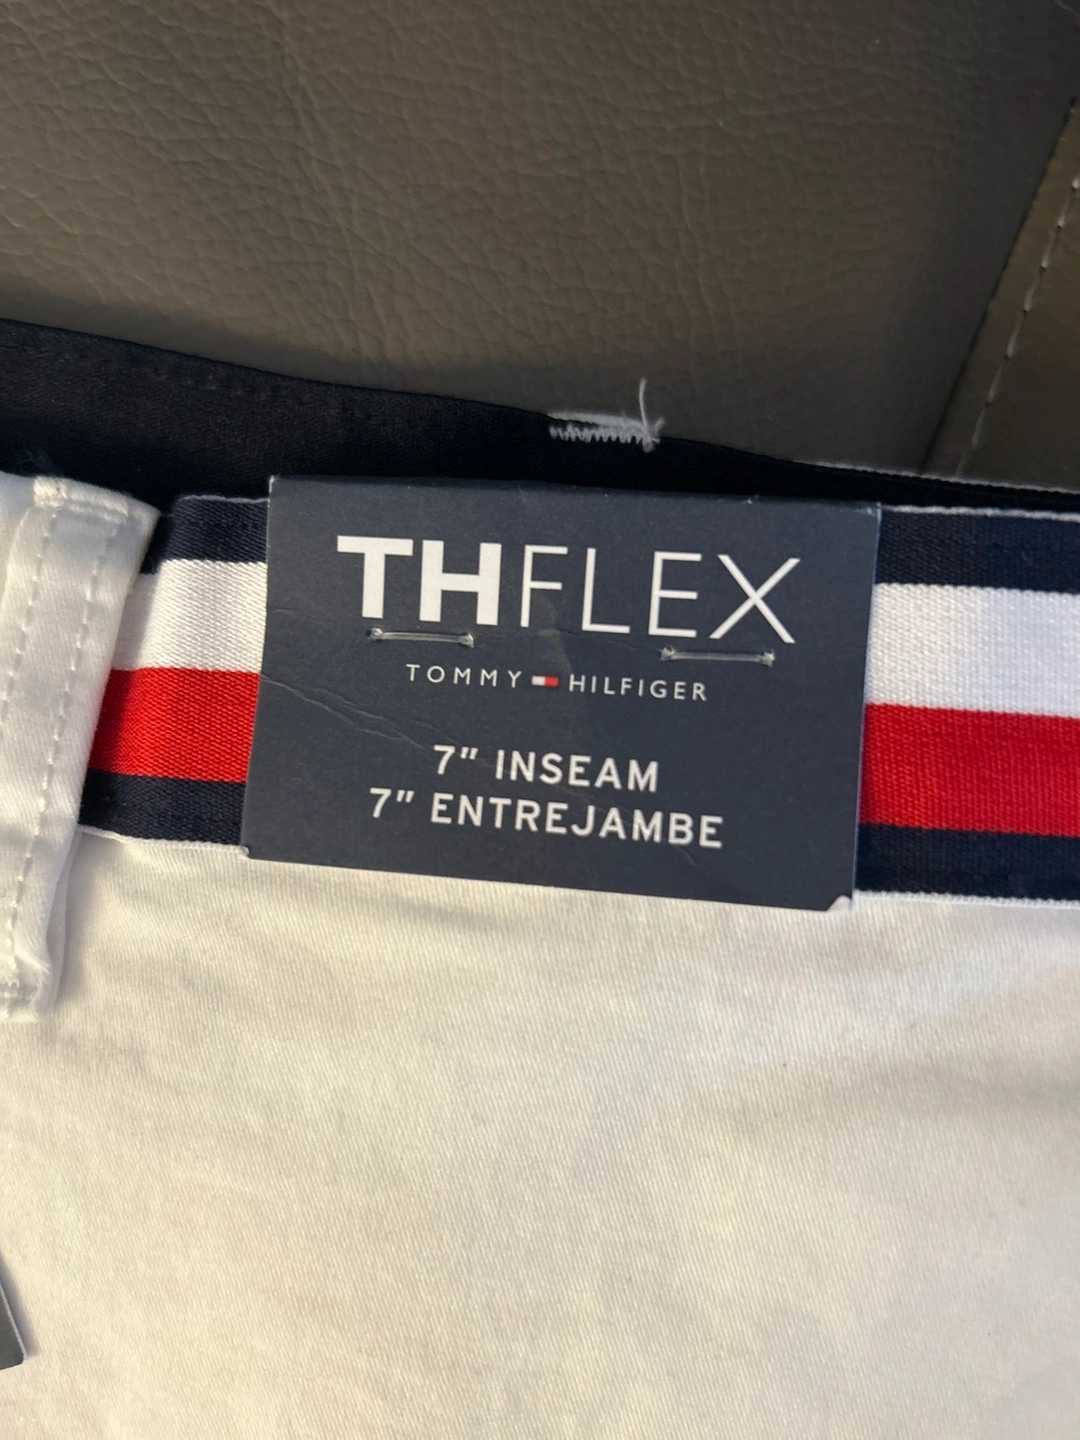 THFLEX
TOMMY HILFIGER
7" INSEAM
7" ENTREJAMBE